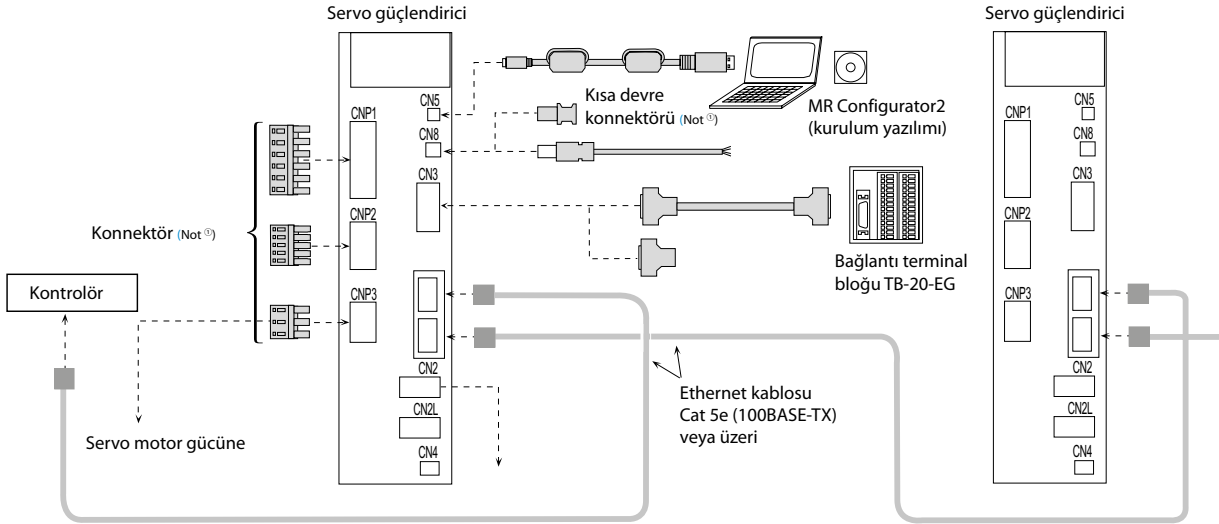 Servo güçlendirici
CNP1
CNP2
CNP3
CN5
CN8
CN3
CN2
CN2L
CN4
Konnektör (Not ①)
Kontrolör
Servo motor gücüne
Kısa devre
konnektörü (Not ①)
MR Configurator2
(kurulum yazılımı)
Bağlantı terminal
bloğu TB-20-EG
Ethernet kablosu
Cat 5e (100BASE-TX)
veya üzeri
Servo güçlendirici
CNP1
CNP2
CNP3
CN5
CN8
CN3
CN2
CN2L
CN4